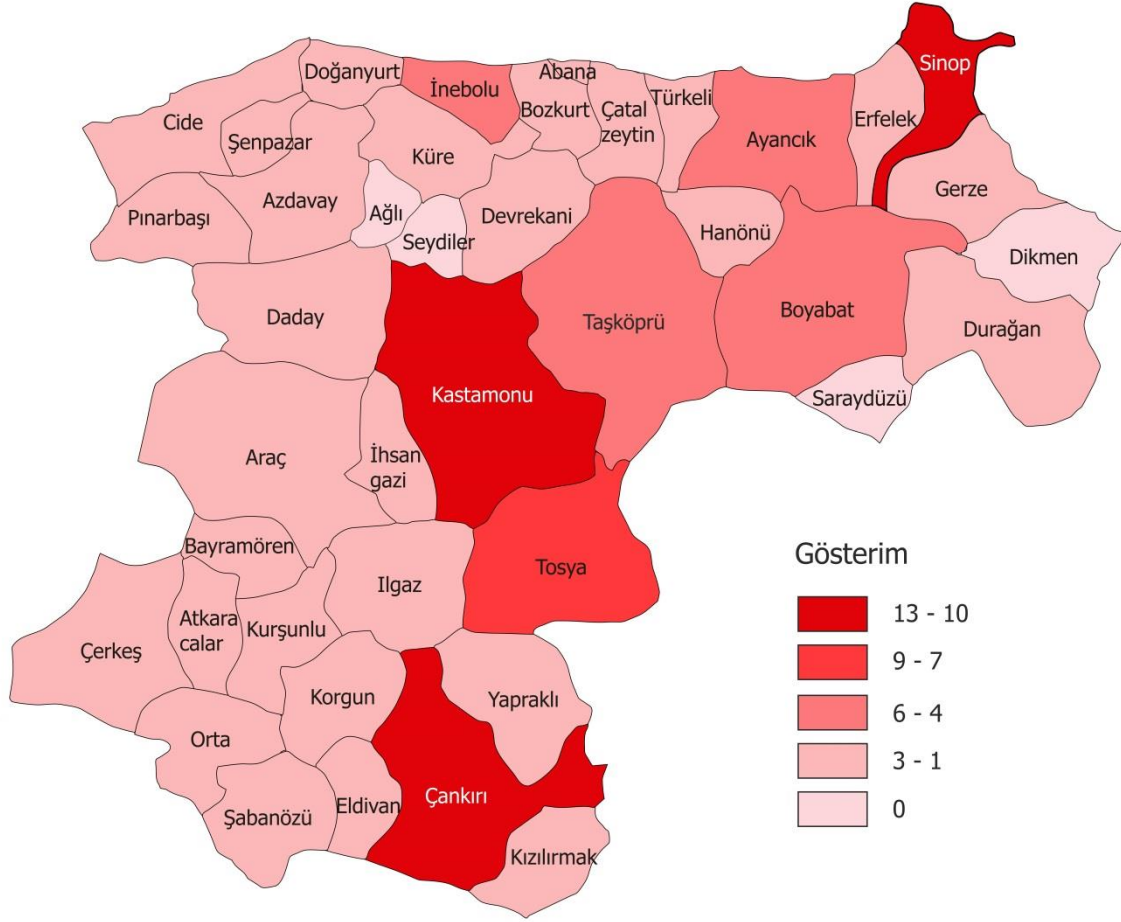 Sinop
Doğanyurt
İnebolu
Abana
Bozkurt
Çatal
zeytin
Türkeli
Ayancık
Erfelek
Cide
Şenpazar
Küre
Azdavay
Pınarbaşı
Ağlı
Seydiler
Devrekani
Hanönü
Gerze
Dikmen
Daday
Taşköprü
Boyabat
Durağan
Kastamonu
Saraydüzü
Araç
İhsan
gazi
Bayramören
Ilgaz
Tosya
Çerkeş
Atkara
calar
Kurşunlu
Korgun
Yapraklı
Orta
Çankırı
Şabanözü
Eldivan
Kızılırmak
Gösterim
13 - 10
9 - 7
6 - 4
3 - 1
0